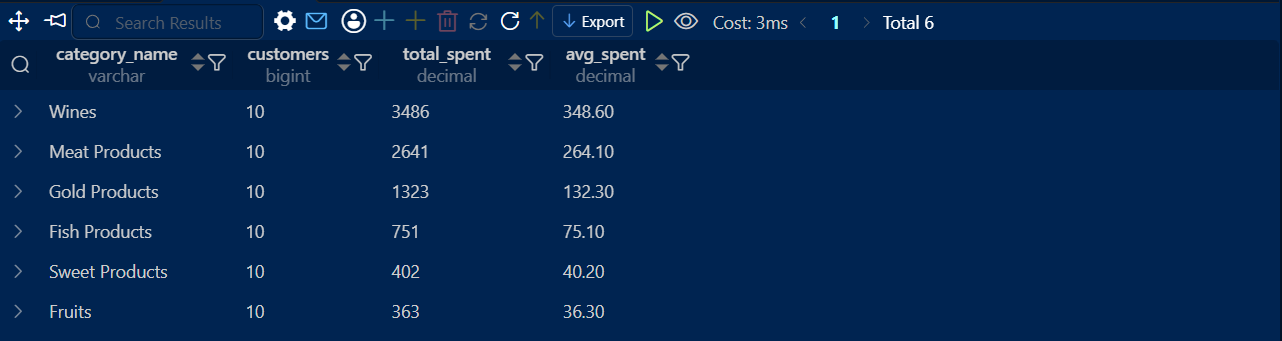 Search Results Export Cost: 3ms 1 Total 6
category_name customers total_spent avg_spent
varchar bigint decimal decimal
Wines 10 3486 348.60
Meat Products 10 2641 264.10
Gold Products 10 1323 132.30
Fish Products 10 751 75.10
Sweet Products 10 402 40.20
Fruits 10 363 36.30